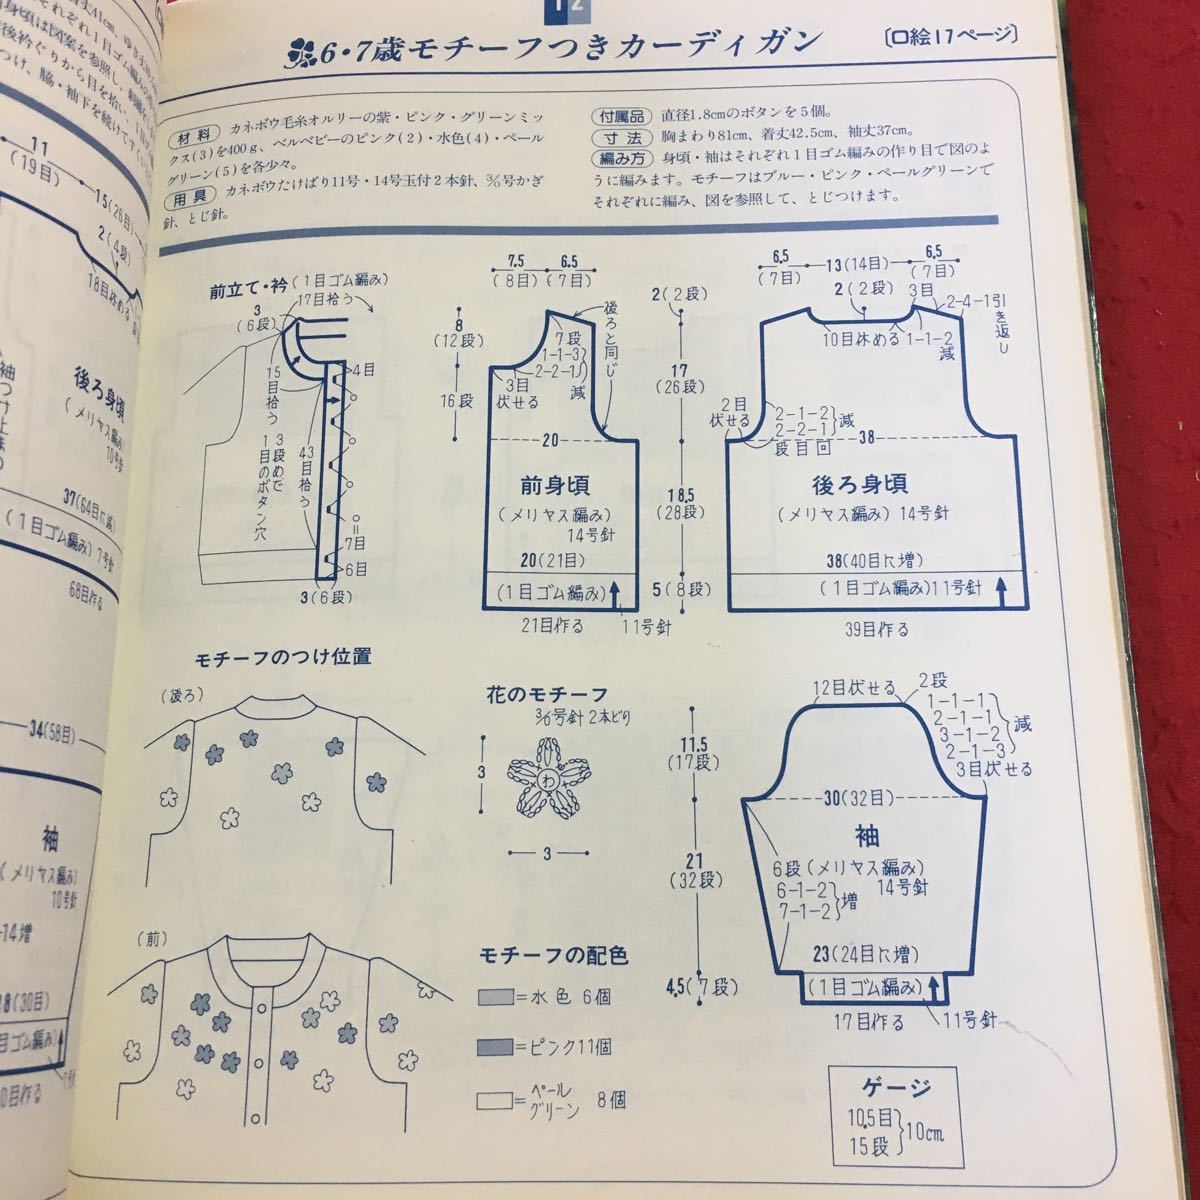 12
6・7歳モチーフつきカーディガン
〔口絵17ページ〕
材料 カネボウ毛糸オルリーの紫・ピンク・グリーンミッ
クス(3)を400g、ベルベビーのピンク(2)・水色(4)・ペール
グリーン(5)を各少々。
用具 カネボウたけばり11号・14号玉付2本針、3/0号かぎ
針、とじ針。
付属品 直径1.8cmのボタンを5個。
寸法 胸まわり81cm、着丈42.5cm、袖丈37cm。
編み方 身頃・袖はそれぞれ1目ゴム編みの作り目で図のよ
うに編みます。モチーフはブルー・ピンク・ペールグリーンで
それぞれに編み、図を参照して、とじつけます。
前立て・衿(1目ゴム編み)
17目拾う
3
(6段)
15目拾う
4目
3段めで
1目のボタン穴
43目拾う
7目
6目
3(6段)
7.5
(8目)
6.5
(7目)
8
(12段)
16段
7段
1-1-3
2-2-1
減
3目
伏せる
後ろと同じ
20
前身頃
(メリヤス編み)
14号針
20(21目)
(1目ゴム編み)
21目作る
11号針
2(2段)
17
(26段)
18.5
(28段)
5(8段)
6.5
(7目)
13(14目)
6.5
(7目)
2(2段)
3目
2-4-1引き返し
10目休める
1-1-2
減
2目
伏せる
2-1-2
2-2-1
減
段目回
38
後ろ身頃
(メリヤス編み)14号針
38(40目に増)
(1目ゴム編み)11号針
39目作る
モチーフのつけ位置
(後ろ)
(前)
花のモチーフ
3/0号針2本どり
わ
3
3
モチーフの配色
=水色 6個
=ピンク11個
=ペールグリーン 8個
12目伏せる
2段
1-1-1
2-1-1
3-1-2
2-1-3
減
3目伏せる
11.5
(17段)
30(32目)
袖
(メリヤス編み)
14号針
21
(32段)
6段
6-1-2
7-1-2
増
23(24目に増)
4.5(7段)
(1目ゴム編み)
17目作る
11号針
ゲージ
10.5目
15段
10cm
11
(19目)
15(26目)
2(4段)
18目休める
後ろ身頃
(メリヤス編み)
10号針
37(64目に減)
(1目ゴム編み)7号針
68目作る
34(58目)
袖
(メリヤス編み)
10号針
-14増
18(30目)